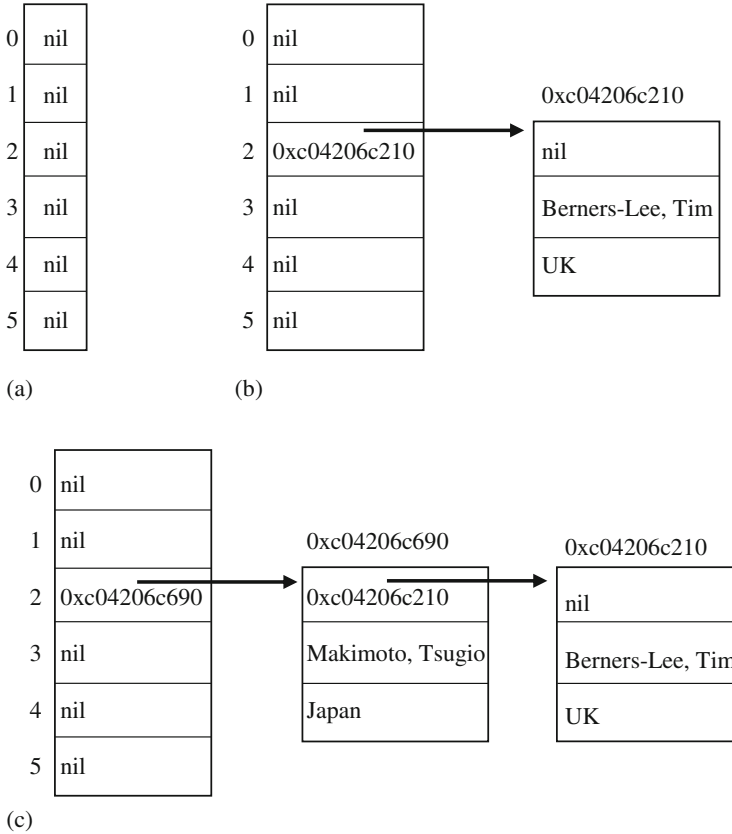 0 nil
1 nil
2 nil
3 nil
4 nil
5 nil
(a)
0 nil
1 nil
2 0xc04206c210
3 nil
4 nil
5 nil
0xc04206c210
nil
Berners-Lee, Tim
UK
(b)
0 nil
1 nil
2 0xc04206c690
3 nil
4 nil
5 nil
0xc04206c690
0xc04206c210
Makimoto, Tsugio
Japan
0xc04206c210
nil
Berners-Lee, Tim
UK
(c)